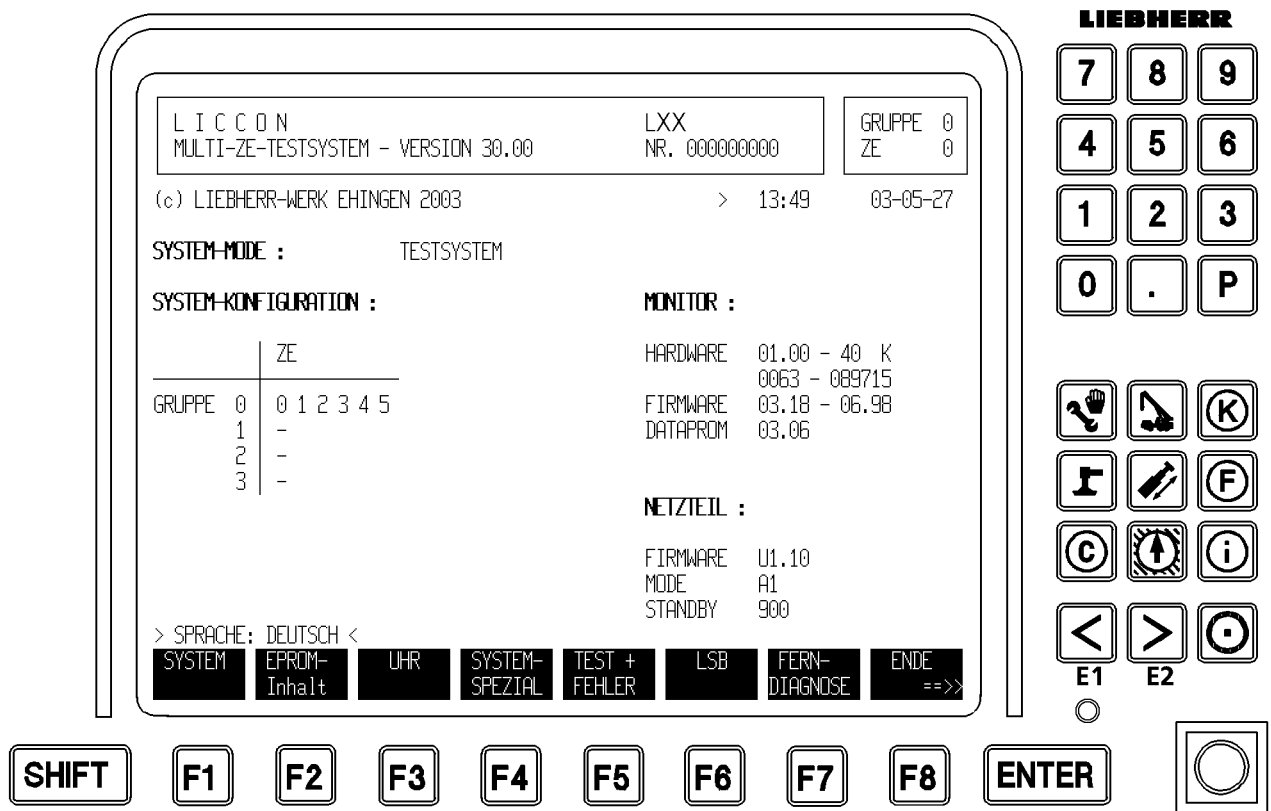 LIEBHERR
L I C C O N LXX GRUPPE 0
MULTI-ZE-TESTSYSTEM - VERSION 30.00 NR. 000000000 ZE 0
(c) LIEBHERR-WERK EHINGEN 2003 > 13:49 03-05-27
SYSTEM-MODE : TESTSYSTEM
SYSTEM-KONFIGURATION : MONITOR :
ZE HARDWARE 01.00 - 40 K
0063 - 089715
GRUPPE 0 0 1 2 3 4 5 FIRMWARE 03.18 - 06.98
1 - DATAPROM 03.06
2 -
3 -
NETZTEIL :
FIRMWARE U1.10
MODE A1
STANDBY 900
> SPRACHE: DEUTSCH <
SYSTEM EPROM- UHR SYSTEM- TEST + LSB FERN- ENDE
Inhalt SPEZIAL FEHLER DIAGNOSE ==>>
7 8 9
4 5 6
1 2 3
0 . P
K
F
C i
< >
E1 E2
SHIFT F1 F2 F3 F4 F5 F6 F7 F8 ENTER